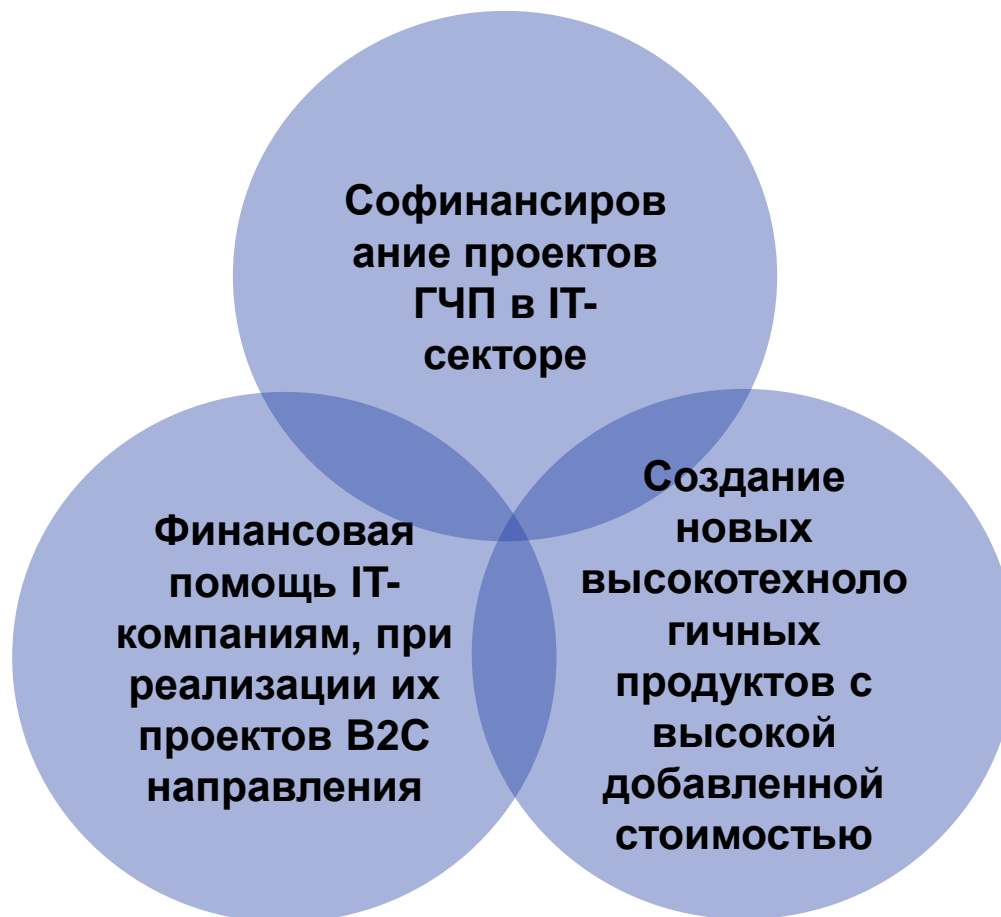 Софинансиров
ание проектов
ГЧП в IT-
секторе
Финансовая
помощь IT-
компаниям, при
реализации их
проектов B2C
направления
Создание
новых
высокотехноло
гичных
продуктов с
высокой
добавленной
стоимостью